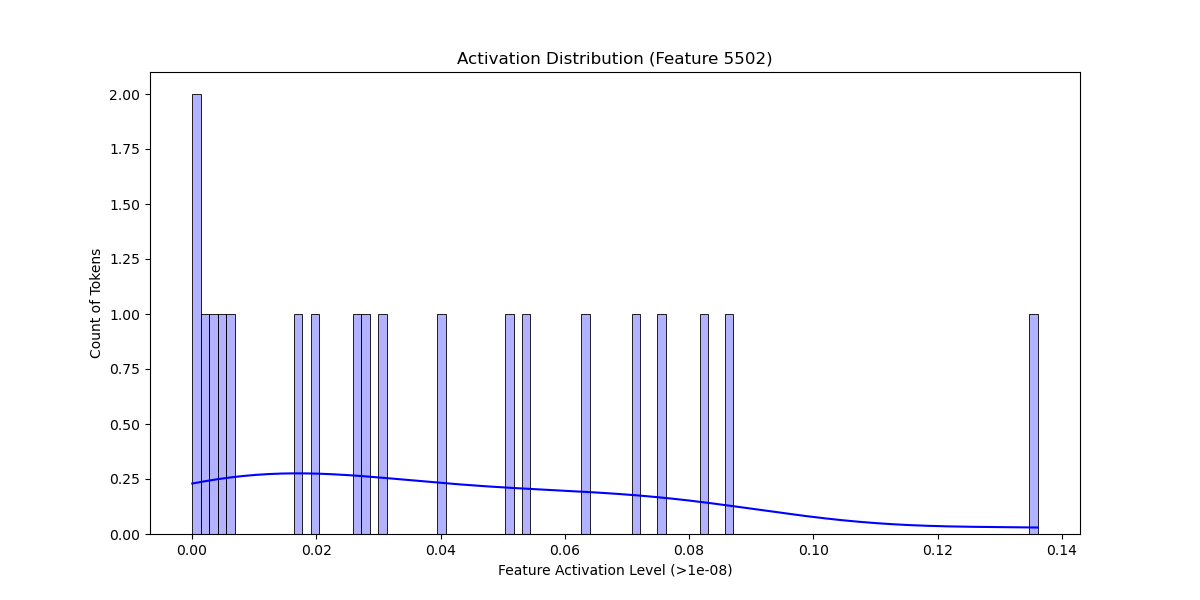 Activation Distribution (Feature 5502)
Count of Tokens
2.00
1.75
1.50
1.25
1.00
0.75
0.50
0.25
0.00
0.00 0.02 0.04 0.06 0.08 0.10 0.12 0.14
Feature Activation Level (>1e-08)